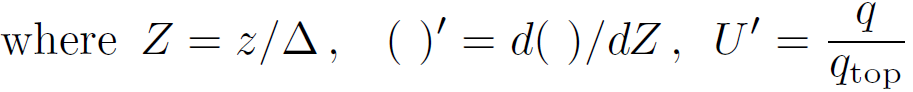 where Z = z/Δ , ( )′ = d( )/dZ , U′ = q/q_top